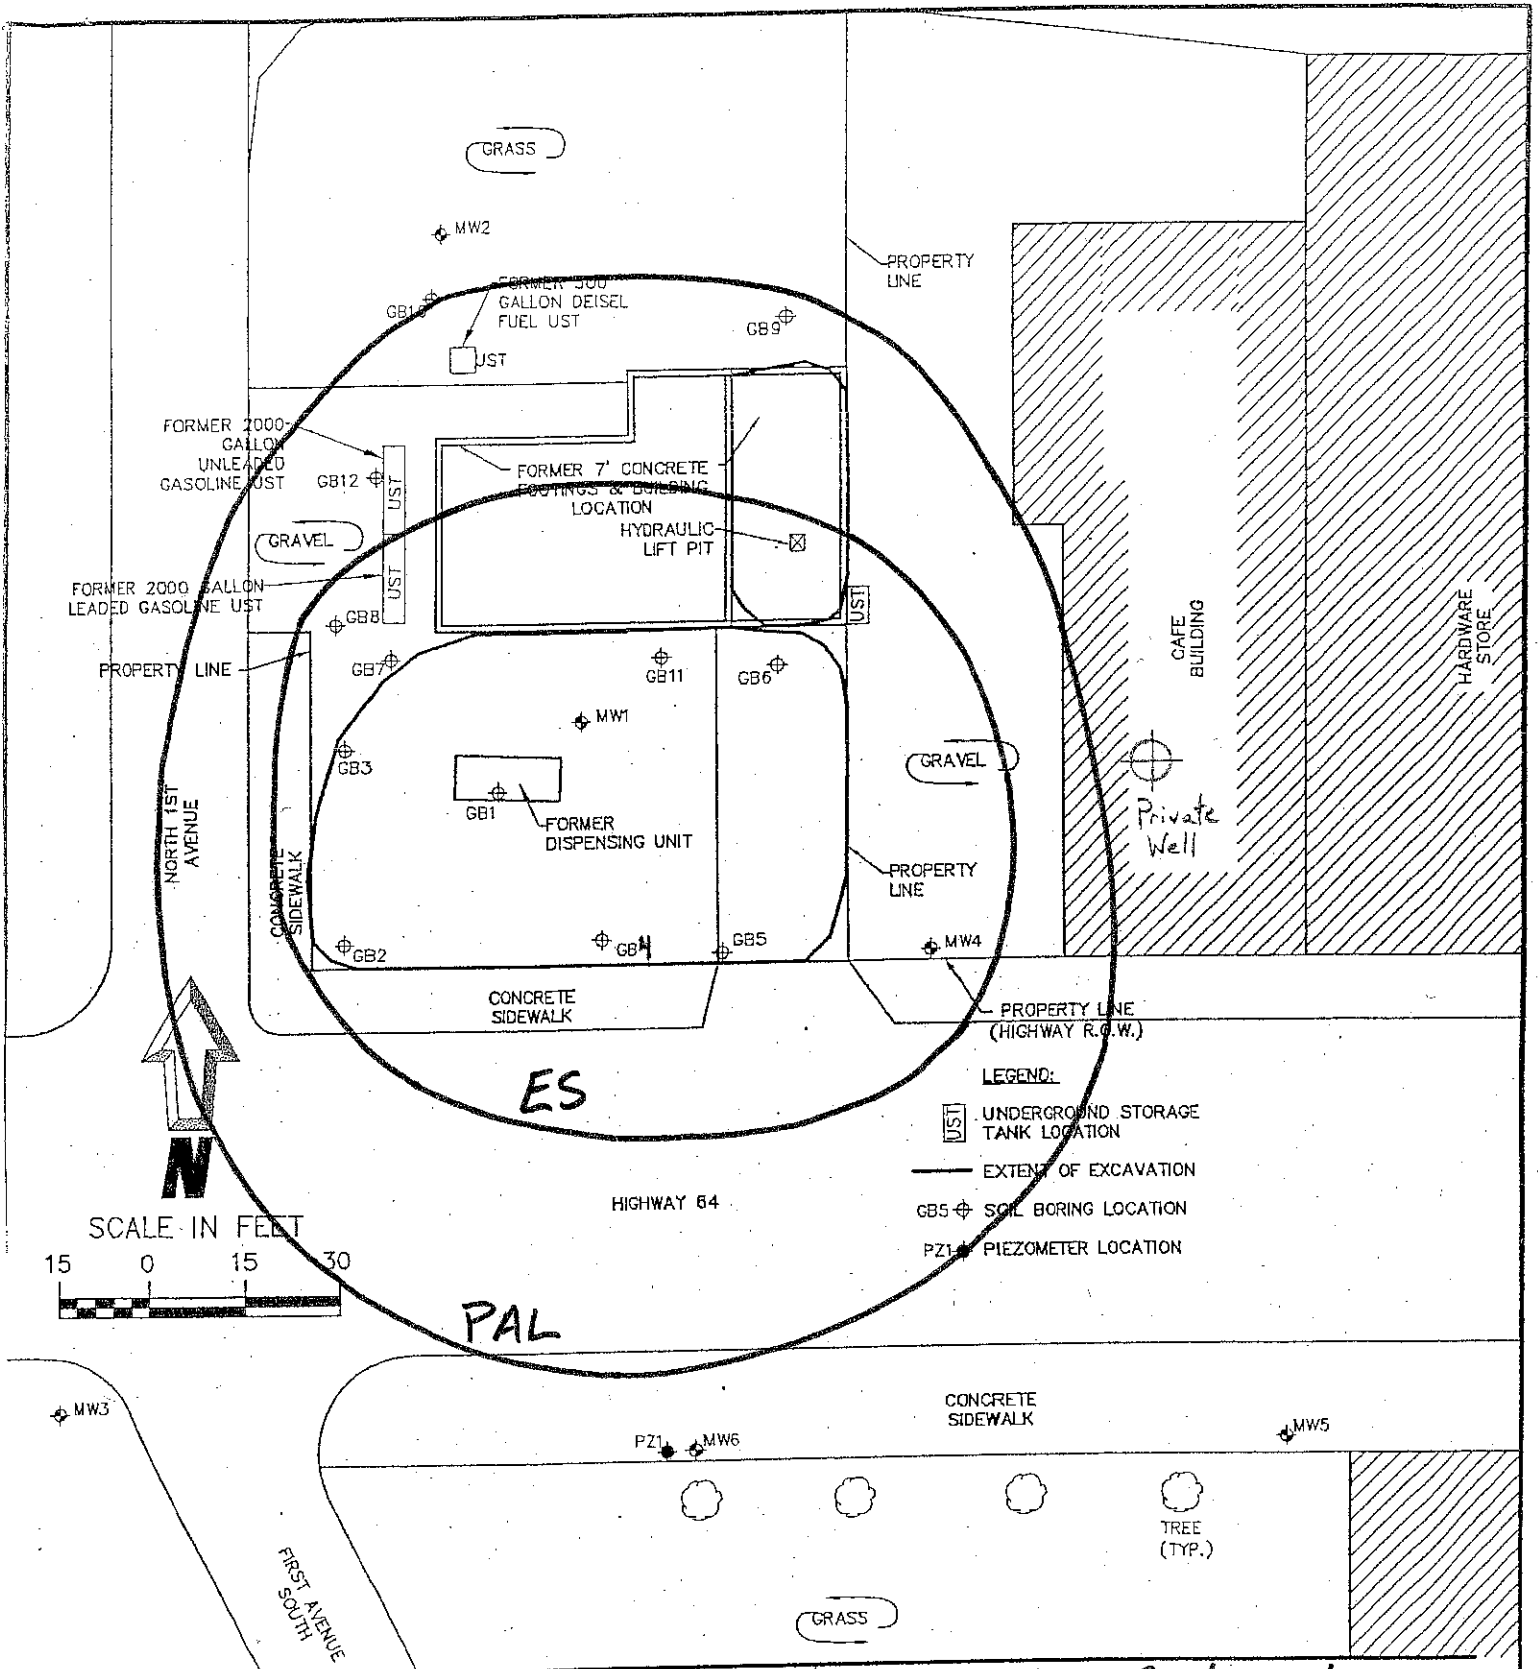 GRASS
MW2
PROPERTY
LINE
FORMER 500
GALLON DEISEL
FUEL UST
GB10
GB9
UST
FORMER 2000-
GALLON
UNLEADED
GASOLINE UST
GB12
UST
FORMER 7' CONCRETE
FOOTINGS & BUILDING
LOCATION
HYDRAULIC
LIFT PIT
GRAVEL
UST
FORMER 2000 GALLON
LEADED GASOLINE UST
UST
GB8
CAFE
BUILDING
HARDWARE
STORE
PROPERTY LINE
GB7
GB11
GB6
MW1
GB3
GRAVEL
GB1
FORMER
DISPENSING UNIT
NORTH 1ST
AVENUE
Private
Well
CONCRETE
SIDEWALK
PROPERTY
LINE
GB2
GB4
GB5
MW4
CONCRETE
SIDEWALK
PROPERTY LINE
(HIGHWAY R.O.W.)
ES
LEGEND:
UST UNDERGROUND STORAGE
TANK LOCATION
EXTENT OF EXCAVATION
GB5 SOIL BORING LOCATION
PZ1 PIEZOMETER LOCATION
N
HIGHWAY 64
SCALE IN FEET
15 0 15 30
PAL
MW3
CONCRETE
SIDEWALK
PZ1
MW6
MW5
TREE
(TYP.)
FIRST AVENUE
SOUTH
GRASS